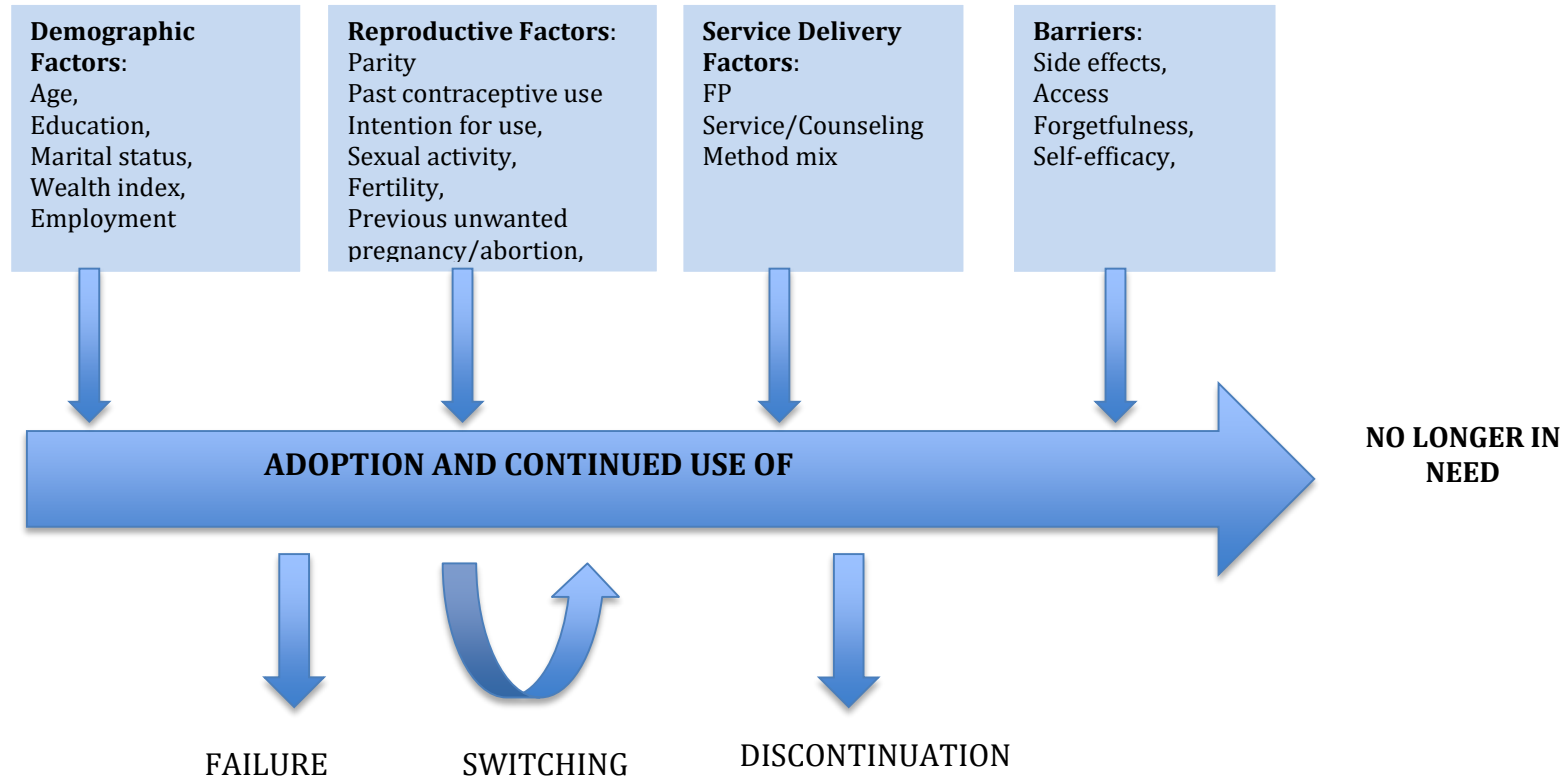 Demographic
Factors:
Age,
Education,
Marital status,
Wealth index,
Employment
Reproductive Factors:
Parity
Past contraceptive use
Intention for use,
Sexual activity,
Fertility,
Previous unwanted
pregnancy/abortion,
Service Delivery
Factors:
FP
Service/Counseling
Method mix
Barriers:
Side effects,
Access
Forgetfulness,
Self-efficacy,
ADOPTION AND CONTINUED USE OF
NO LONGER IN
NEED
FAILURE
SWITCHING
DISCONTINUATION